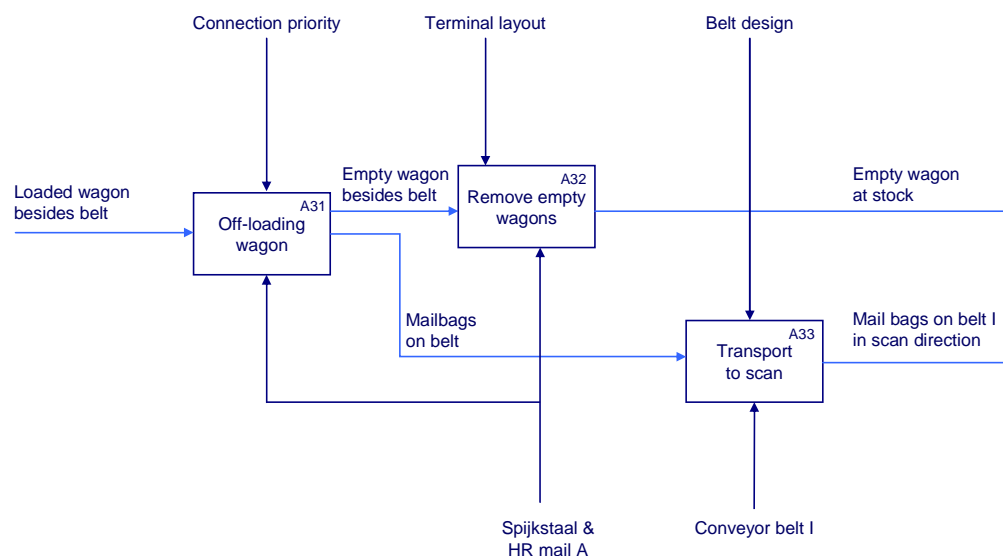 Connection priority
Terminal layout
Belt design
Loaded wagon
besides belt
A31
Off-loading
wagon
Empty wagon
besides belt
A32
Remove empty
wagons
Empty wagon
at stock
Mailbags
on belt
A33
Transport
to scan
Mail bags on belt I
in scan direction
Spijkstaal &
HR mail A
Conveyor belt I